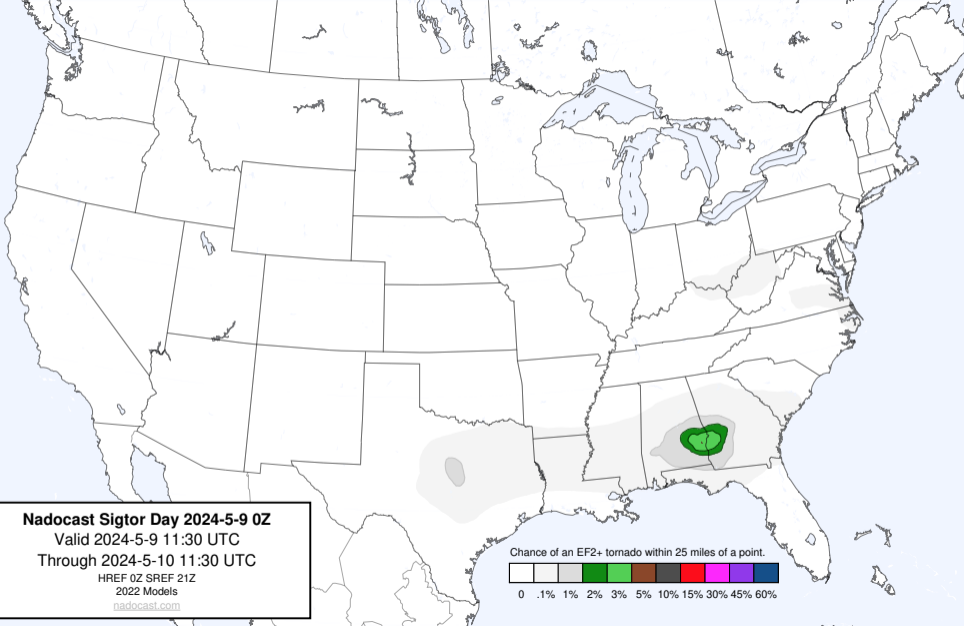 Nadocast Sigtor Day 2024-5-9 0Z
Valid 2024-5-9 11:30 UTC
Through 2024-5-10 11:30 UTC
HREF 0Z SREF 21Z
2022 Models
nadocast.com
Chance of an EF2+ tornado within 25 miles of a point.
0 .1% 1% 2% 3% 5% 10% 15% 30% 45% 60%